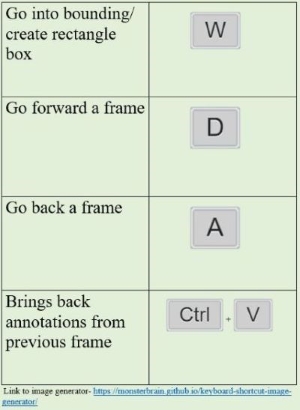 Go into bounding/
create rectangle
box
W
Go forward a frame
D
Go back a frame
A
Brings back
annotations from
previous frame
Ctrl + V
Link to image generator- https://monsterbrain.github.io/keyboard-shortcut-image-
generator/